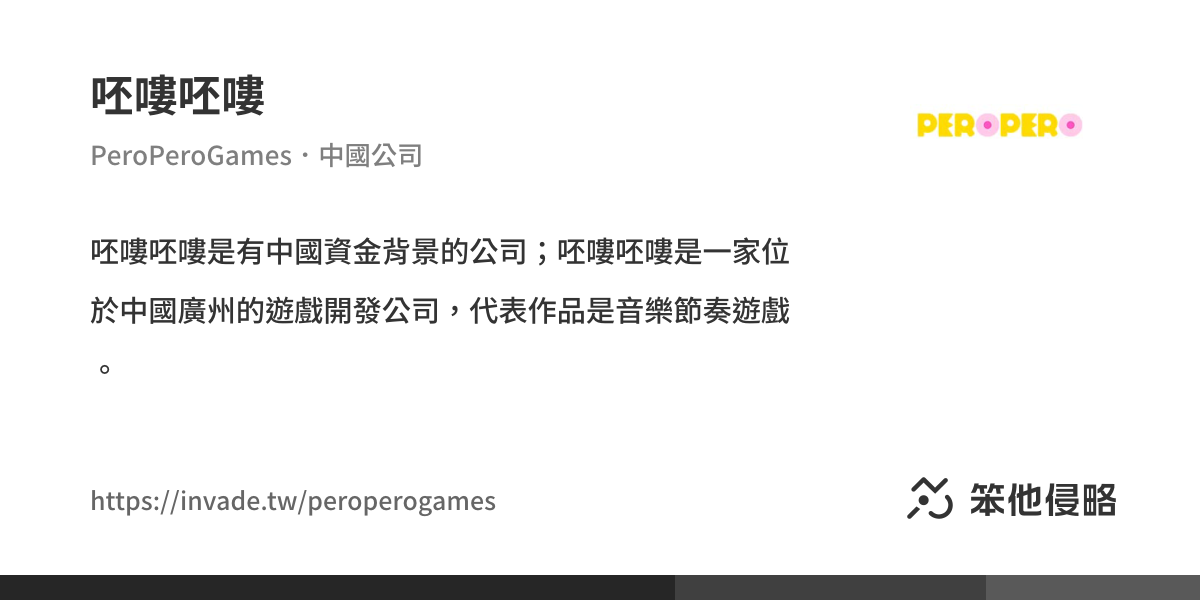 呸嘍呸嘍
PeroPeroGames・中國公司
PEROPERO
呸嘍呸嘍是有中國資金背景的公司；呸嘍呸嘍是一家位
於中國廣州的遊戲開發公司，代表作品是音樂節奏遊戲
。
https://invade.tw/peroperogames
笨他侵略